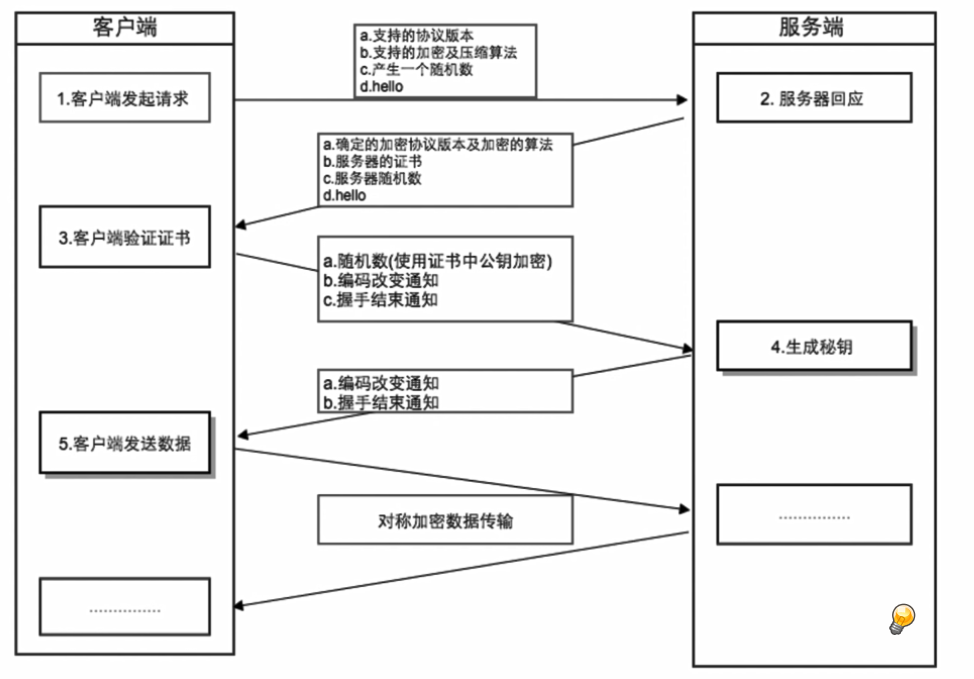 客户端
服务端
a.支持的协议版本
b.支持的加密及压缩算法
c.产生一个随机数
d.hello
1.客户端发起请求
2. 服务器回应
a.确定的加密协议版本及加密的算法
b.服务器的证书
c.服务器随机数
d.hello
3.客户端验证证书
a.随机数(使用证书中公钥加密)
b.编码改变通知
c.握手结束通知
4.生成秘钥
a.编码改变通知
b.握手结束通知
5.客户端发送数据
对称加密数据传输
...............
...............